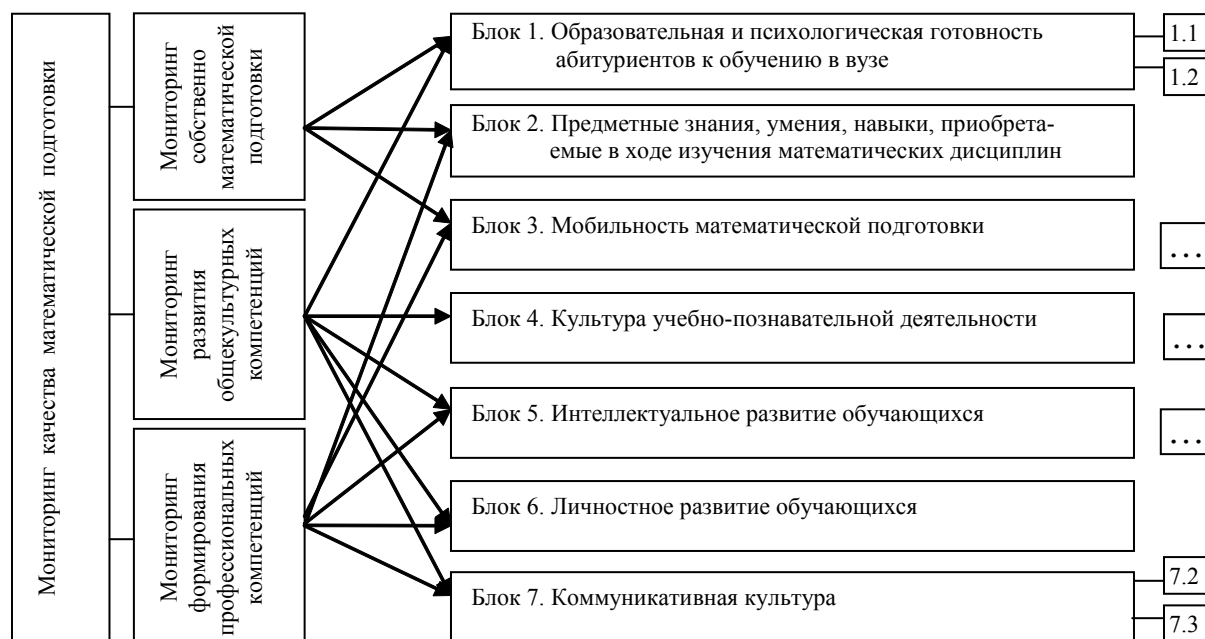 Мониторинг качества математической подготовки
Мониторинг
собственно
математической
подготовки
Мониторинг
развития
общекультурных
компетенций
Мониторинг
формирования
профессиональных
компетенций
Блок 1. Образовательная и психологическая готовность
абитуриентов к обучению в вузе
1.1
1.2
Блок 2. Предметные знания, умения, навыки, приобрета-
емые в ходе изучения математических дисциплин
Блок 3. Мобильность математической подготовки
…
Блок 4. Культура учебно-познавательной деятельности
…
Блок 5. Интеллектуальное развитие обучающихся
…
Блок 6. Личностное развитие обучающихся
Блок 7. Коммуникативная культура
7.2
7.3